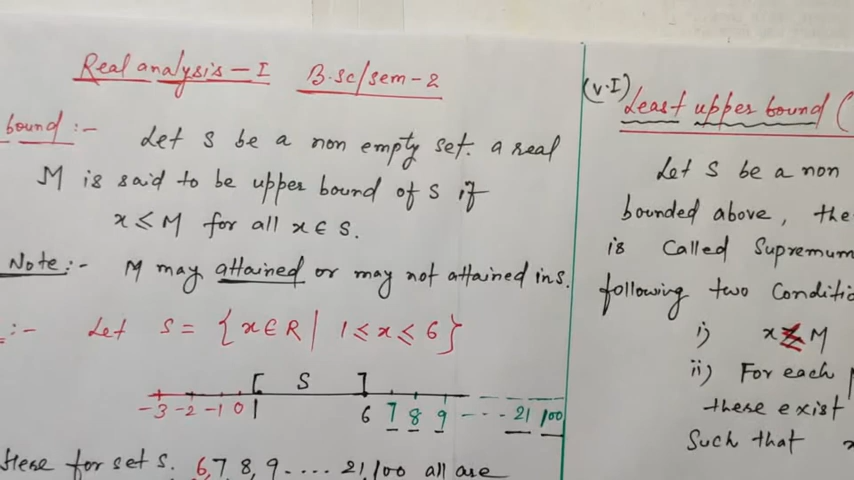 Real analysis-I B.sc/sem-2
bound:- Let S be a non empty set. a real
M is said to be upper bound of S if
x ≤ M for all x ∈ S.
Note:- M may attained or may not attained in s.
:- Let S = { x ∈ R | 1 ≤ x ≤ 6 }
[ S ]
-3 -2 -1 0 1 6 7 8 9 ---- 21 100
Here for set S. 6, 7 8, 9 .... 21, 100 all are
(V.I)
Least upper bound (
Let S be a non
bounded above, the
is Called Supremum
following two Conditio
i) x ≤ M
ii) For each
there exist
Such that x